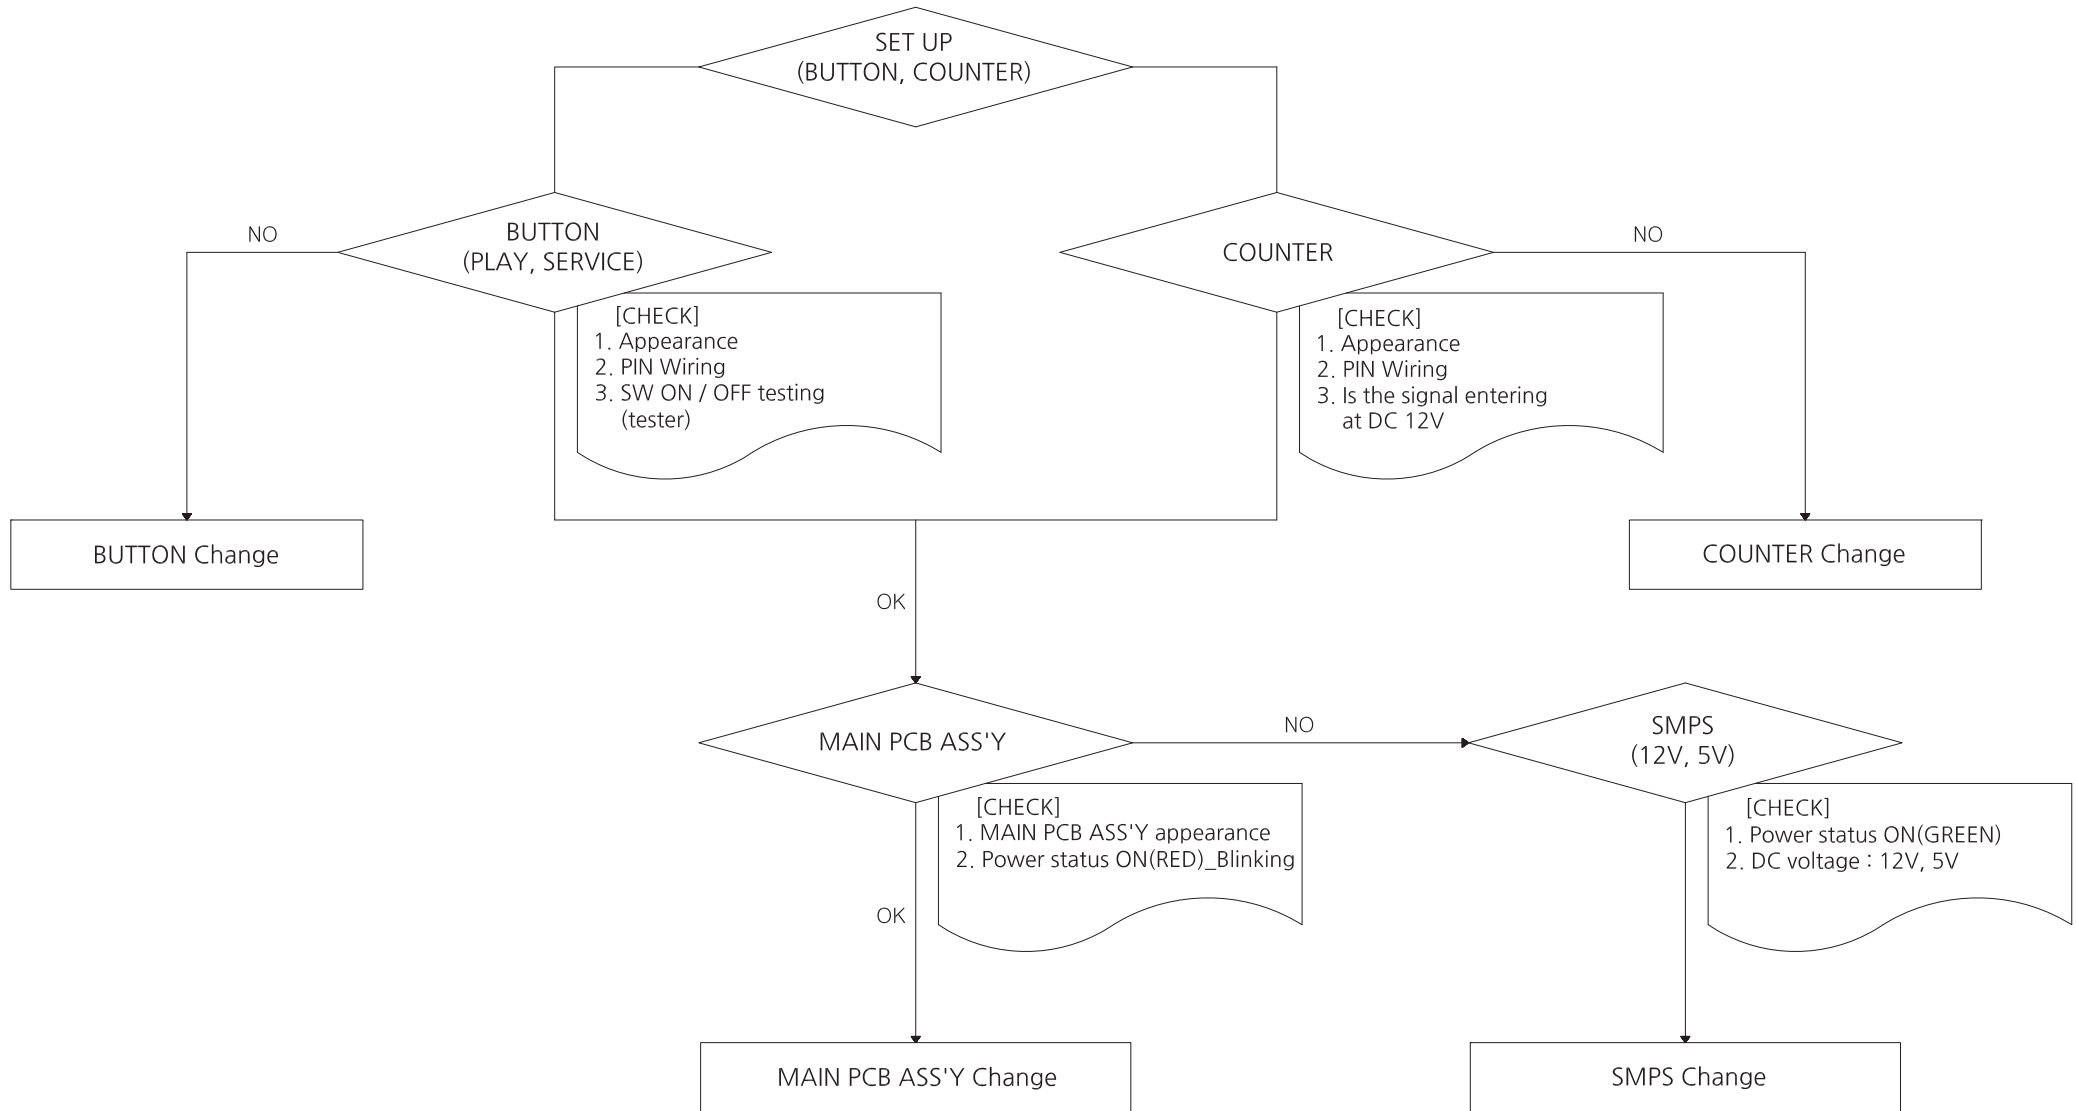 SET UP
(BUTTON, COUNTER)
NO
BUTTON
(PLAY, SERVICE)
COUNTER
NO
[CHECK]
1. Appearance
2. PIN Wiring
3. SW ON / OFF testing
(tester)
[CHECK]
1. Appearance
2. PIN Wiring
3. Is the signal entering
at DC 12V
BUTTON Change
COUNTER Change
OK
MAIN PCB ASS'Y
NO
SMPS
(12V, 5V)
[CHECK]
1. MAIN PCB ASS'Y appearance
2. Power status ON(RED)_Blinking
[CHECK]
1. Power status ON(GREEN)
2. DC voltage : 12V, 5V
OK
MAIN PCB ASS'Y Change
SMPS Change